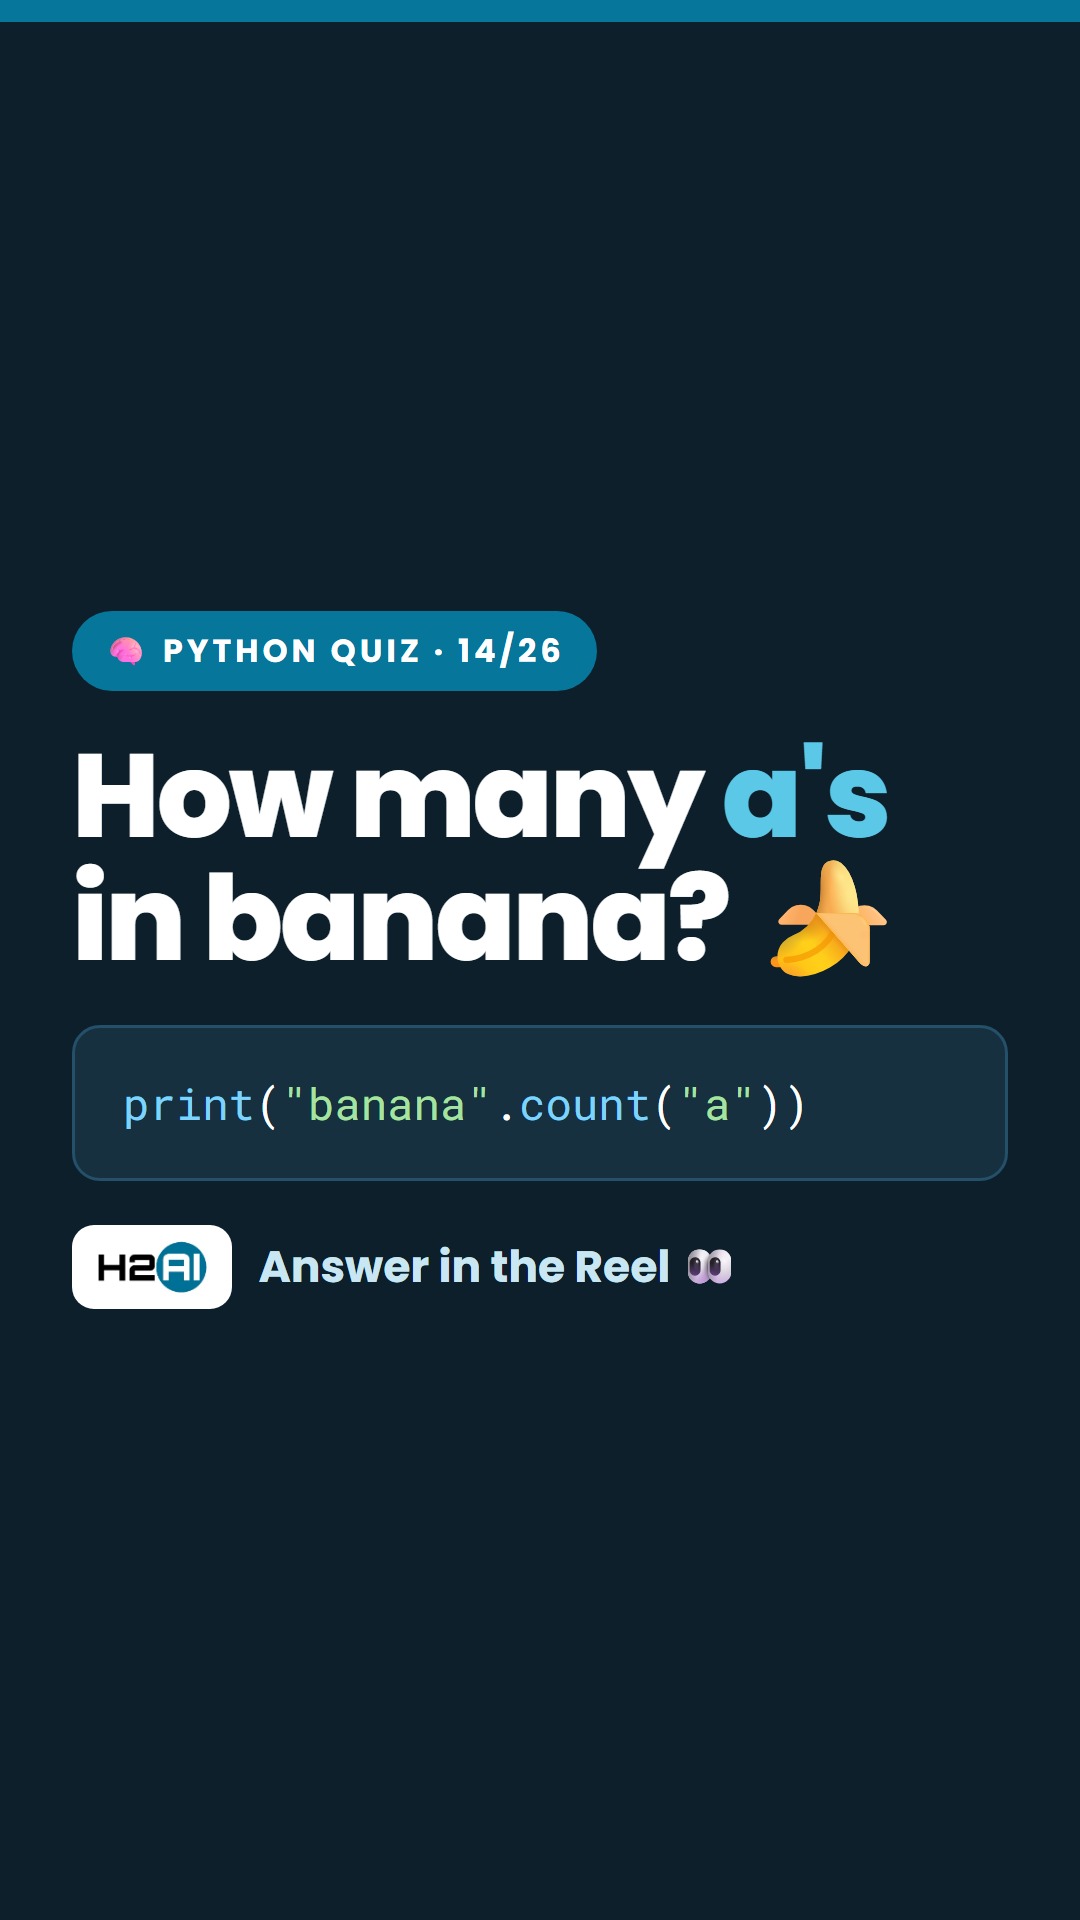 🧠 PYTHON QUIZ · 14/26
How many a's
in banana? 🍌
print("banana".count("a"))
H2AI Answer in the Reel 👀